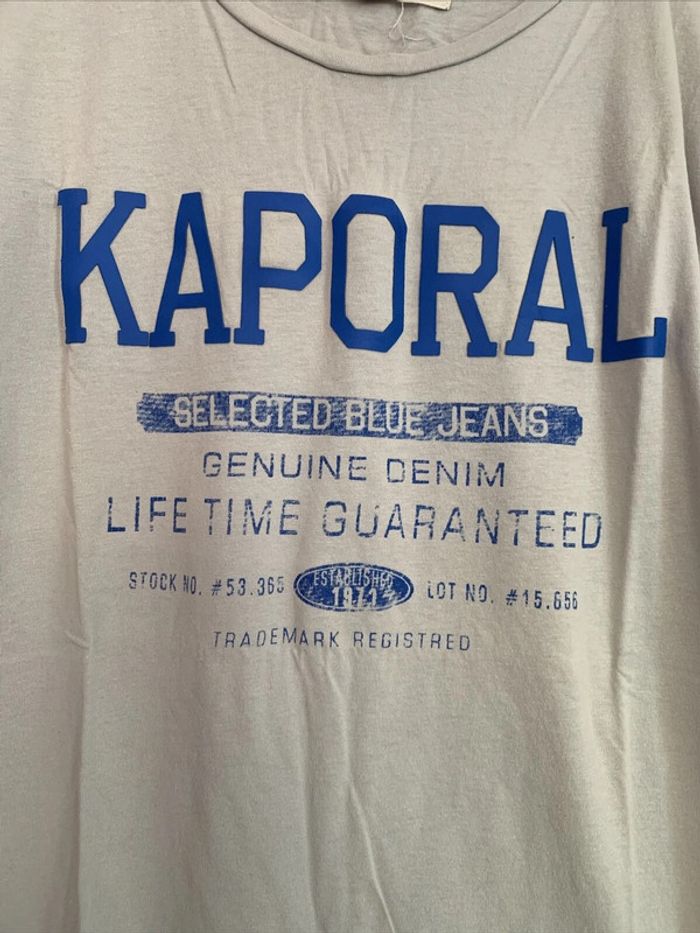 KAPORAL
SELECTED BLUE JEANS
GENUINE DENIM
LIFE TIME GUARANTEED
STOCK NO. #53.365 ESTABLISHED 1973 LOT NO. #15.656
TRADEMARK REGISTRED